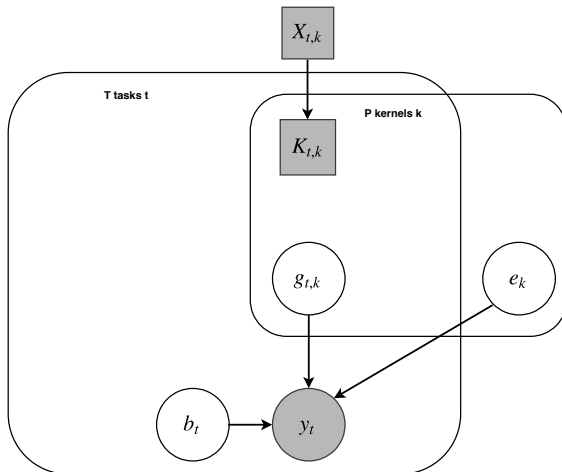 X_{t,k}
T tasks t
P kernels k
K_{t,k}
g_{t,k}
e_k
b_t
y_t